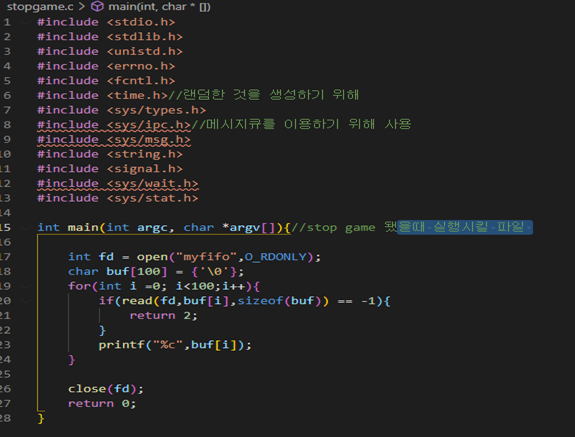 stopgame.c > main(int, char * [])
1 #include <stdio.h>
2 #include <stdlib.h>
3 #include <unistd.h>
4 #include <errno.h>
5 #include <fcntl.h>
6 #include <time.h>//랜덤한 것을 생성하기 위해
7 #include <sys/types.h>
8 #include <sys/ipc.h>//메시지큐를 이용하기 위해 사용
9 #include <sys/msg.h>
10 #include <string.h>
11 #include <signal.h>
12 #include <sys/wait.h>
13 #include <sys/stat.h>
14
15 int main(int argc, char *argv[]){//stop game 됐을때 실행시킬 파일
16
17 int fd = open("myfifo",O_RDONLY);
18 char buf[100] = {'\0'};
19 for(int i =0; i<100;i++){
20 if(read(fd,buf[i],sizeof(buf)) == -1){
21 return 2;
22 }
23 printf("%c",buf[i]);
24 }
25
26 close(fd);
27 return 0;
28 }